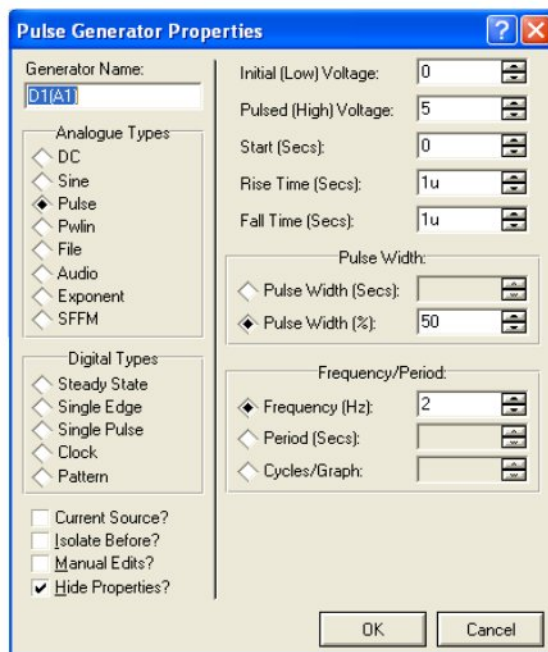 Pulse Generator Properties
Generator Name:
D1(A1)
Analogue Types
DC
Sine
Pulse
Pwlin
File
Audio
Exponent
SFFM
Digital Types
Steady State
Single Edge
Single Pulse
Clock
Pattern
Current Source?
Isolate Before?
Manual Edits?
Hide Properties?
Initial (Low) Voltage: 0
Pulsed (High) Voltage: 5
Start (Secs): 0
Rise Time (Secs): 1u
Fall Time (Secs): 1u
Pulse Width:
Pulse Width (Secs):
Pulse Width (%): 50
Frequency/Period:
Frequency (Hz): 2
Period (Secs):
Cycles/Graph:
OK Cancel